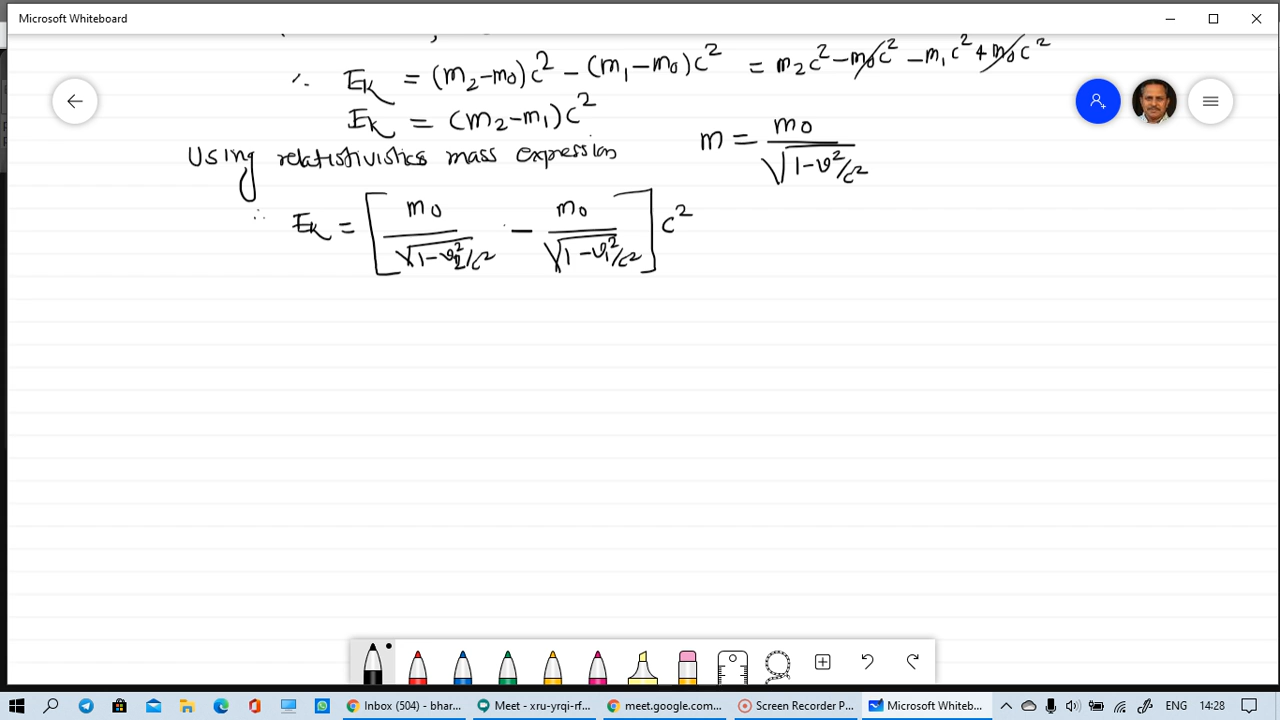 Microsoft Whiteboard
∴ EK = (m2-m0)c² - (m1-m0)c² = m2c² - m0c² - m1c² + m0c²
EK = (m2-m1)c²
Using relatistivistics mass expression m = m0/√1-v²/c²
∴ EK = [m0/√1-v2²/c² - m0/√1-v1²/c²] c²
Inbox (504) - bhar... Meet - xru-yrqi-rf... meet.google.com... Screen Recorder P... Microsoft Whiteb... ENG 14:28